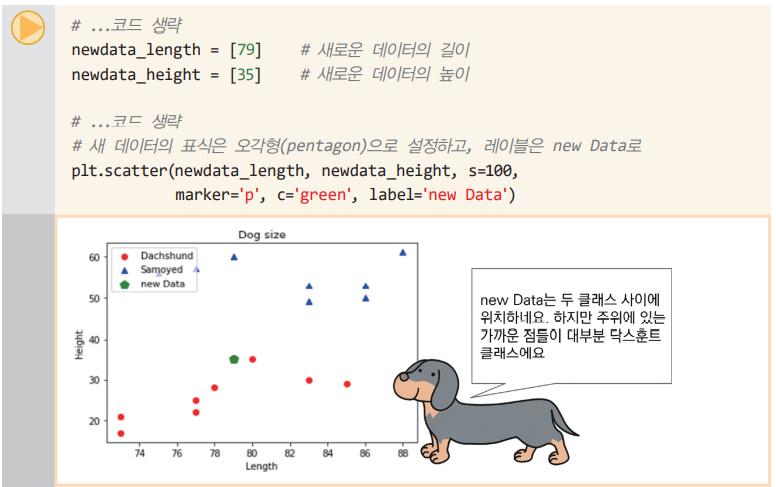 # ...코드 생략
newdata_length = [79]    # 새로운 데이터의 길이
newdata_height = [35]    # 새로운 데이터의 높이
# ...코드 생략
# 새 데이터의 표식은 오각형(pentagon)으로 설정하고, 레이블은 new Data로
plt.scatter(newdata_length, newdata_height, s=100,
            marker='p', c='green', label='new Data')
Dog size
Dachshund
Samoyed
new Data
Height
60
50
40
30
20
74 76 78 80 82 84 86 88
Length
new Data는 두 클래스 사이에
위치하네요. 하지만 주위에 있는
가까운 점들이 대부분 닥스훈트
클래스에요